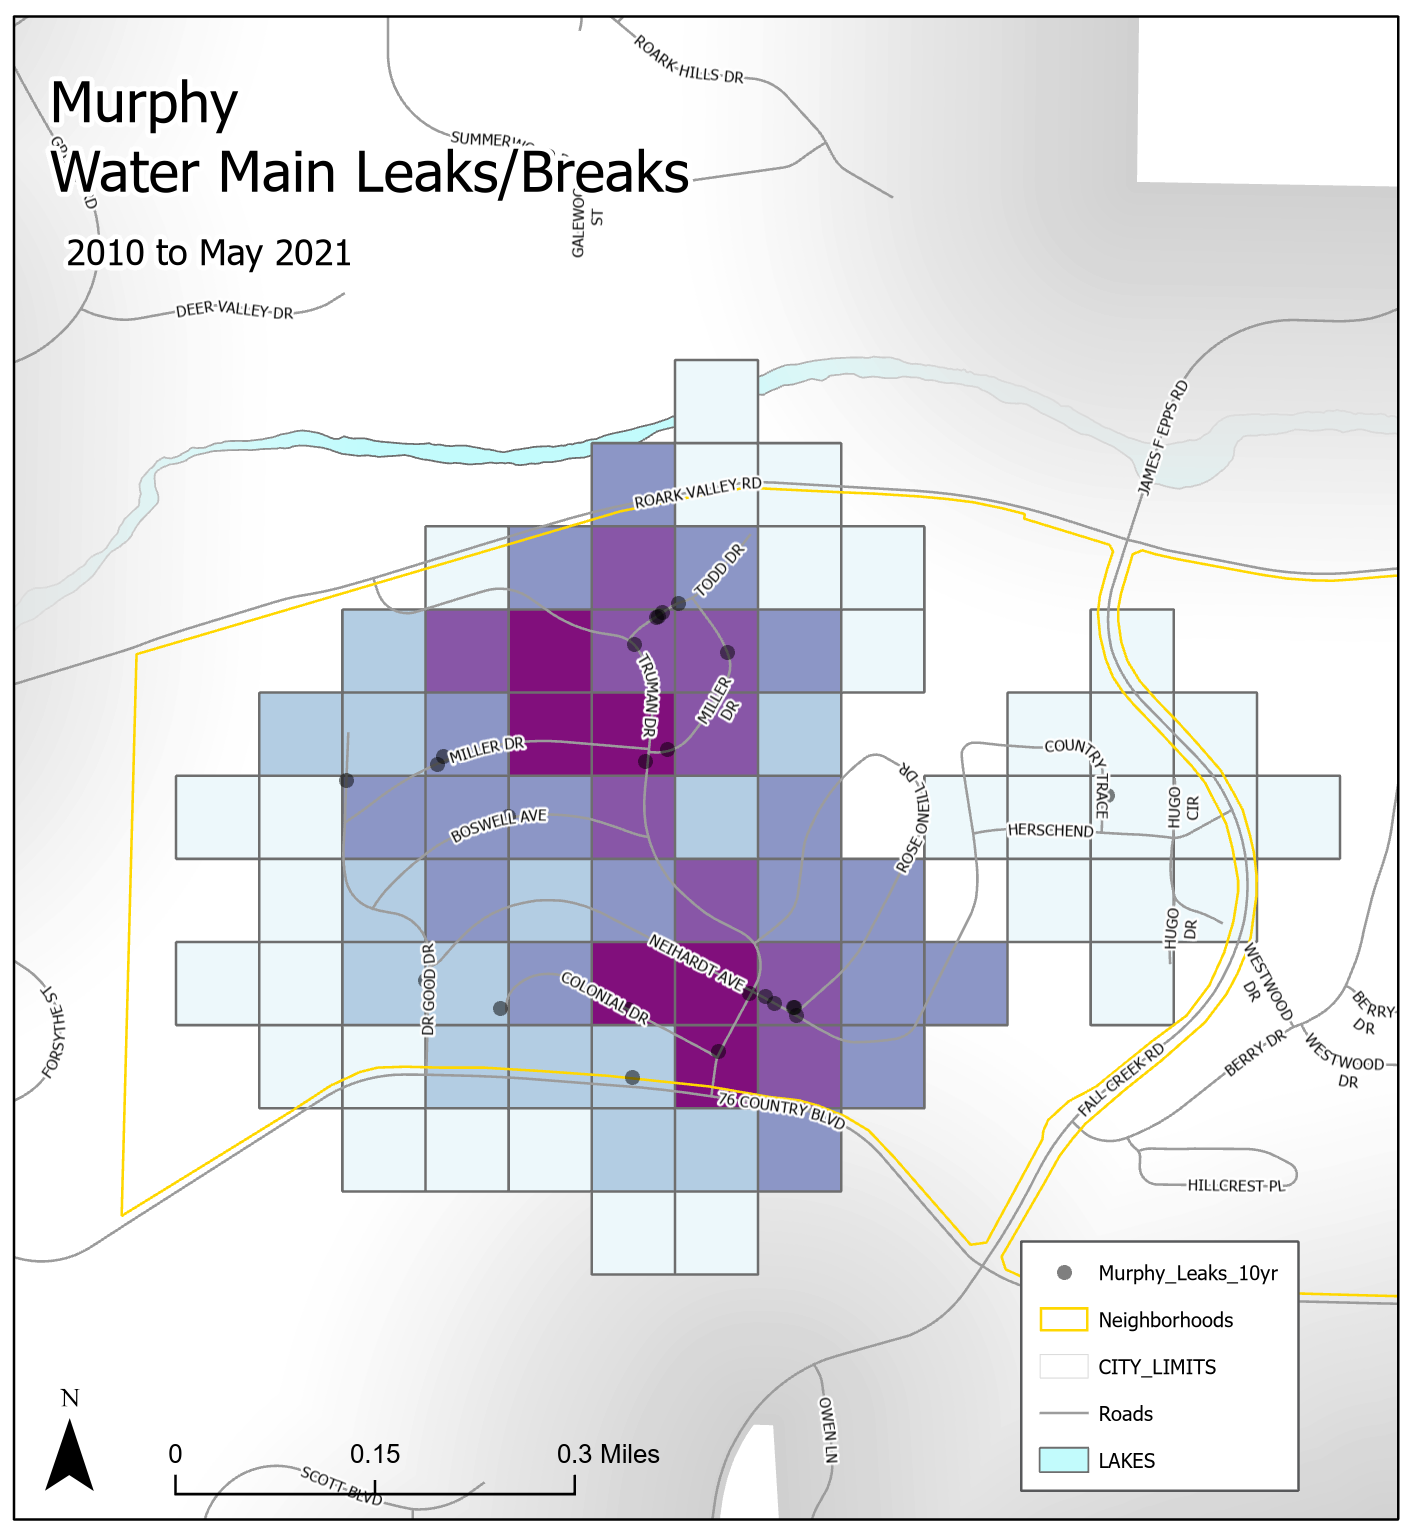 ROARK HILLS DR
Murphy
Water Main Leaks/Breaks
GALEWOOD
ST
2010 to May 2021
DEER VALLEY DR
JAMES F EPPS RD
ROARK VALLEY RD
TODD DR
TRUMAN DR
MILLER
DR
MILLER DR
COUNTRY TRACE
ROSE ONEILL DR
HUGO
CIR
BOSWELL AVE
HERSCHEND
HUGO
DR
NEIHARDT AVE
DR GOOD DR
COLONIAL DR
WESTWOOD
DR
FORSYTHE ST
BERRY
DR
BERRY DR
WESTWOOD
DR
FALL CREEK RD
76 COUNTRY BLVD
HILLCREST PL
Murphy_Leaks_10yr
Neighborhoods
CITY_LIMITS
Roads
LAKES
OWEN LN
N
0 0.15 0.3 Miles
SCOTT BLVD